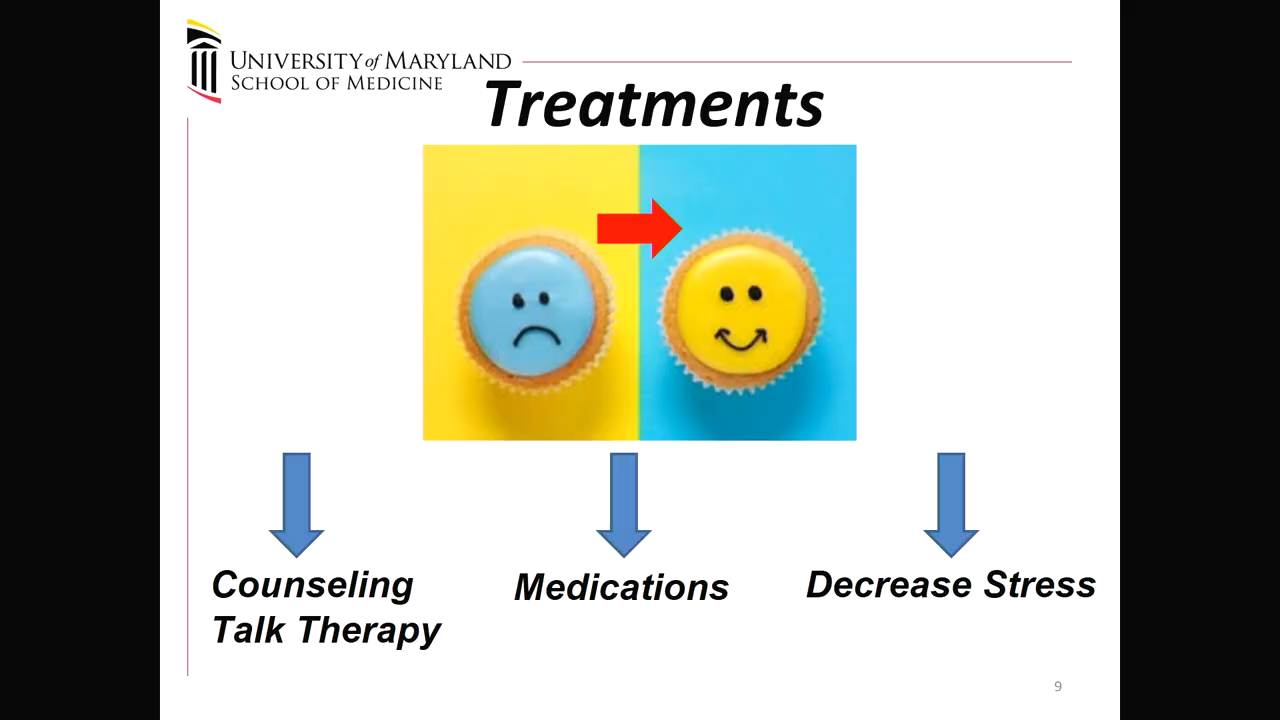 UNIVERSITY of MARYLAND
SCHOOL OF MEDICINE
Treatments
Counseling
Talk Therapy
Medications
Decrease Stress
9